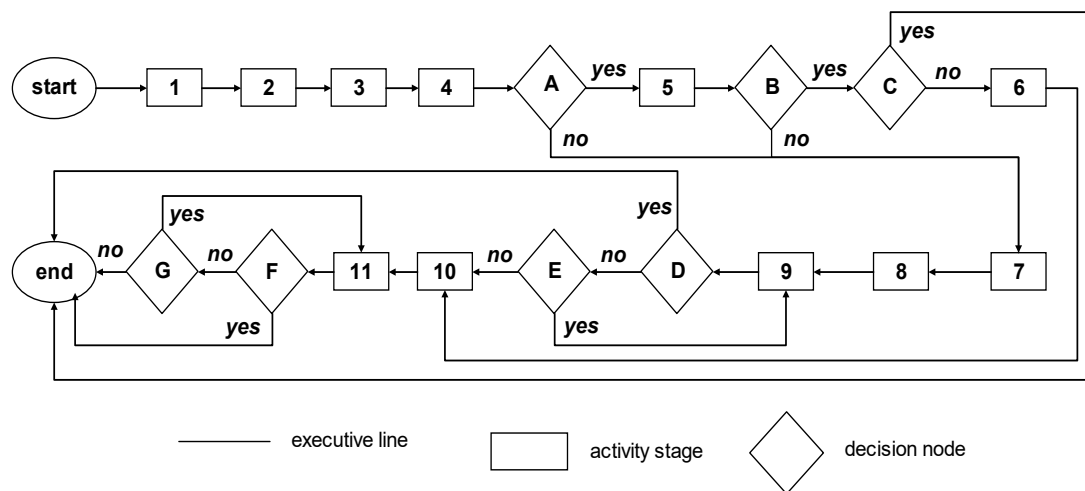 yes
start 1 2 3 4 A yes 5 B yes C no 6
no no
yes yes
no no no no
end G F 11 10 E D 9 8 7
yes yes
executive line activity stage decision node